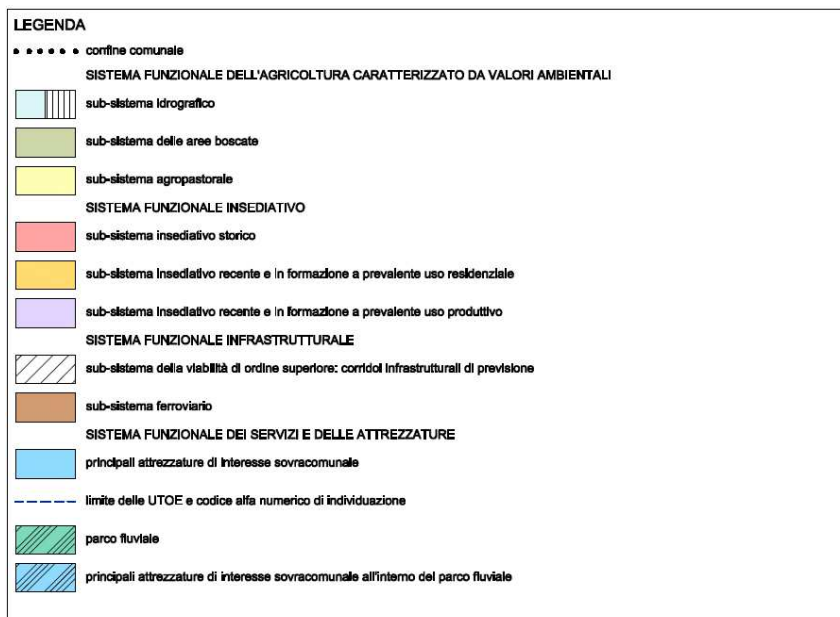 LEGENDA
confine comunale
SISTEMA FUNZIONALE DELL'AGRICOLTURA CARATTERIZZATO DA VALORI AMBIENTALI
sub-sistema idrografico
sub-sistema delle aree boscate
sub-sistema agropastorale
SISTEMA FUNZIONALE INSEDIATIVO
sub-sistema insediativo storico
sub-sistema insediativo recente e in formazione a prevalente uso residenziale
sub-sistema insediativo recente e in formazione a prevalente uso produttivo
SISTEMA FUNZIONALE INFRASTRUTTURALE
sub-sistema della viabilità di ordine superiore: corridoi infrastrutturali di previsione
sub-sistema ferroviario
SISTEMA FUNZIONALE DEI SERVIZI E DELLE ATTREZZATURE
principali attrezzature di interesse sovracomunale
limite delle UTOE e codice alfa numerico di individuazione
parco fluviale
principali attrezzature di interesse sovracomunale all'interno del parco fluviale